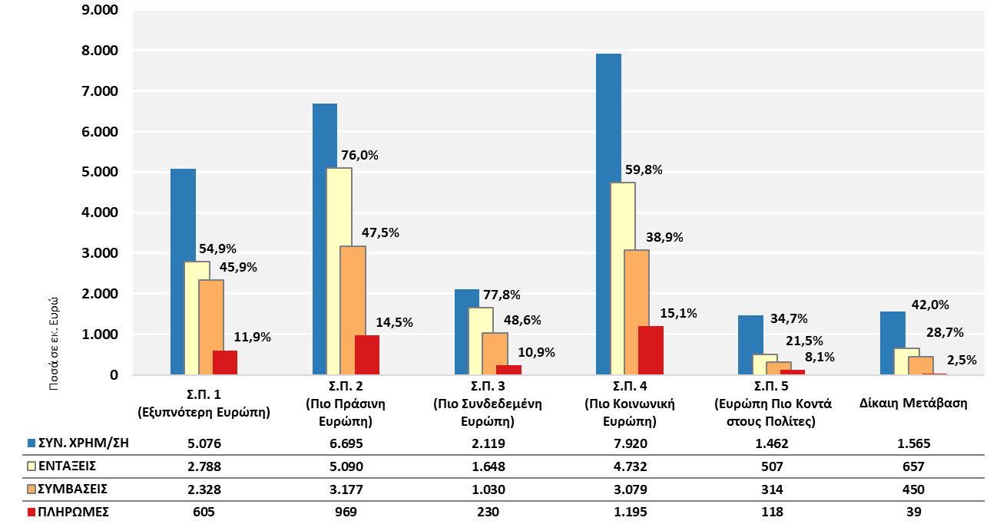 9.000
8.000
7.000
6.000
5.000
4.000
3.000
2.000
1.000
0
Ποσά σε εκ. Ευρώ
54,9%
45,9%
11,9%
76,0%
47,5%
14,5%
77,8%
48,6%
10,9%
59,8%
38,9%
15,1%
34,7%
21,5%
8,1%
42,0%
28,7%
2,5%
Σ.Π. 1
(Εξυπνότερη Ευρώπη)
Σ.Π. 2
(Πιο Πράσινη
Ευρώπη)
Σ.Π. 3
(Πιο Συνδεδεμένη
Ευρώπη)
Σ.Π. 4
(Πιο Κοινωνική
Ευρώπη)
Σ.Π. 5
(Ευρώπη Πιο Κοντά
στους Πολίτες)
Δίκαιη Μετάβαση
ΣΥΝ. ΧΡΗΜ/ΣΗ 5.076 6.695 2.119 7.920 1.462 1.565
ΕΝΤΑΞΕΙΣ 2.788 5.090 1.648 4.732 507 657
ΣΥΜΒΑΣΕΙΣ 2.328 3.177 1.030 3.079 314 450
ΠΛΗΡΩΜΕΣ 605 969 230 1.195 118 39